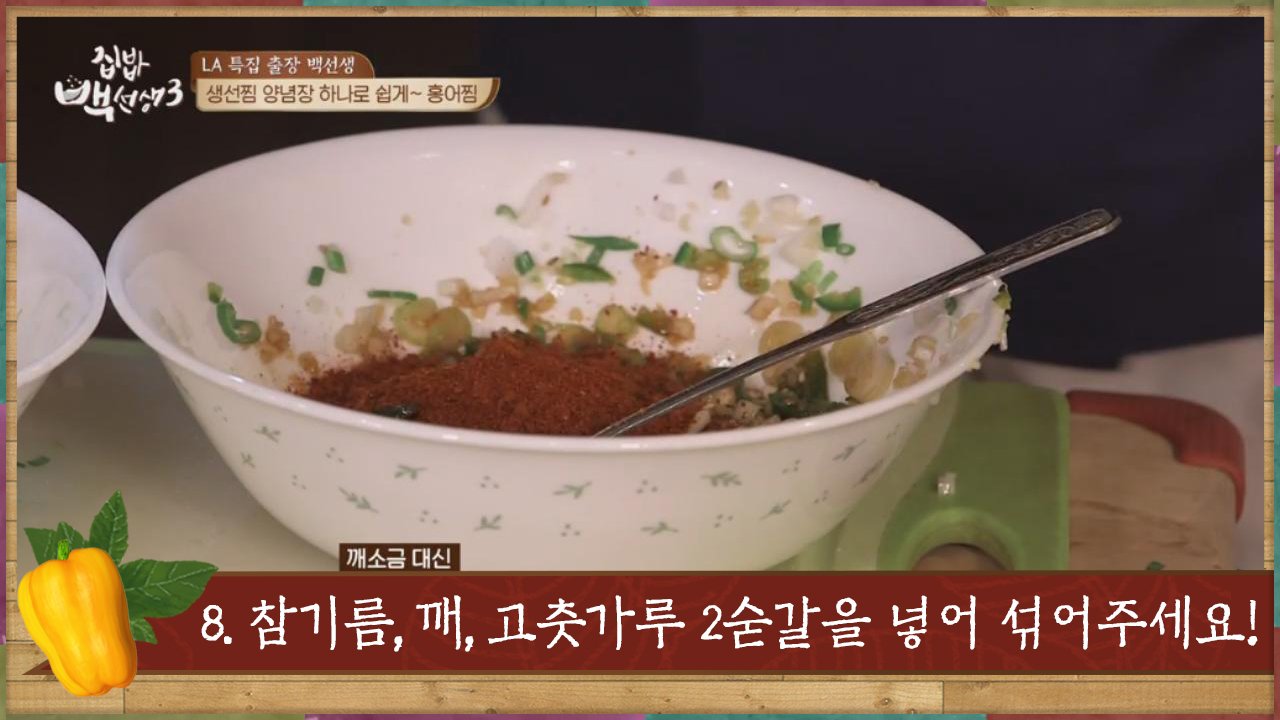 집밥
백선생3
LA 특집 출장 백선생
생선찜 양념장 하나로 쉽게~ 홍어찜
깨소금 대신
8. 참기름, 깨, 고춧가루 2숟갈을 넣어 섞어주세요!